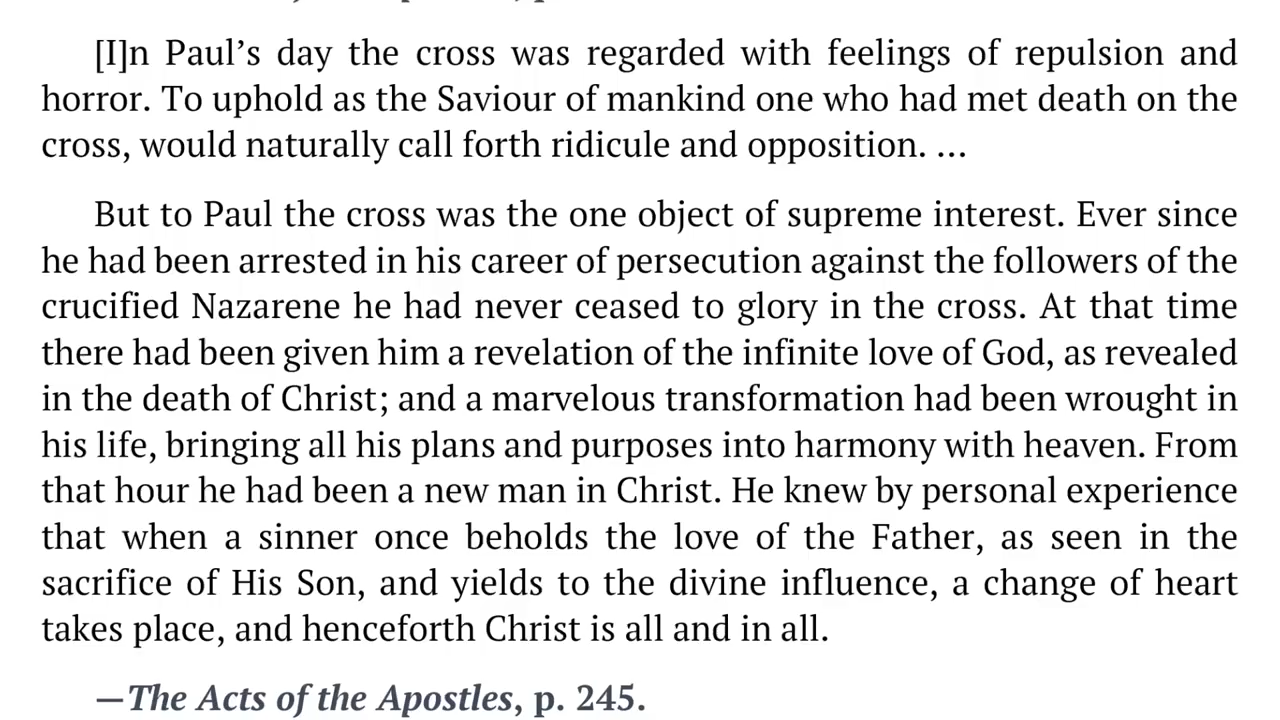 [I]n Paul’s day the cross was regarded with feelings of repulsion and
horror. To uphold as the Saviour of mankind one who had met death on the
cross, would naturally call forth ridicule and opposition. …
But to Paul the cross was the one object of supreme interest. Ever since
he had been arrested in his career of persecution against the followers of the
crucified Nazarene he had never ceased to glory in the cross. At that time
there had been given him a revelation of the infinite love of God, as revealed
in the death of Christ; and a marvelous transformation had been wrought in
his life, bringing all his plans and purposes into harmony with heaven. From
that hour he had been a new man in Christ. He knew by personal experience
that when a sinner once beholds the love of the Father, as seen in the
sacrifice of His Son, and yields to the divine influence, a change of heart
takes place, and henceforth Christ is all and in all.
—The Acts of the Apostles, p. 245.